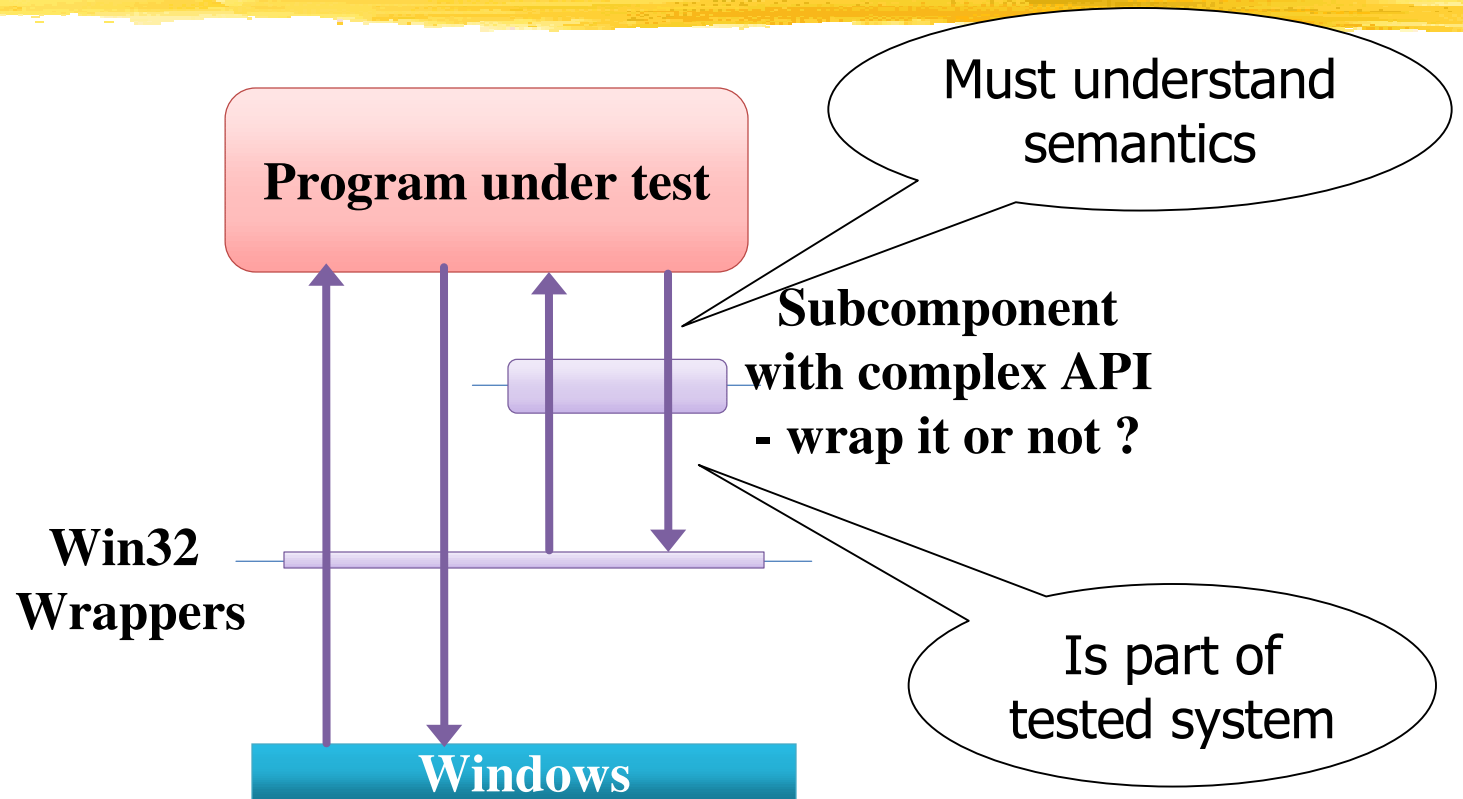 Must understand
semantics
Program under test
Subcomponent
with complex API
- wrap it or not ?
Win32
Wrappers
Is part of
tested system
Windows